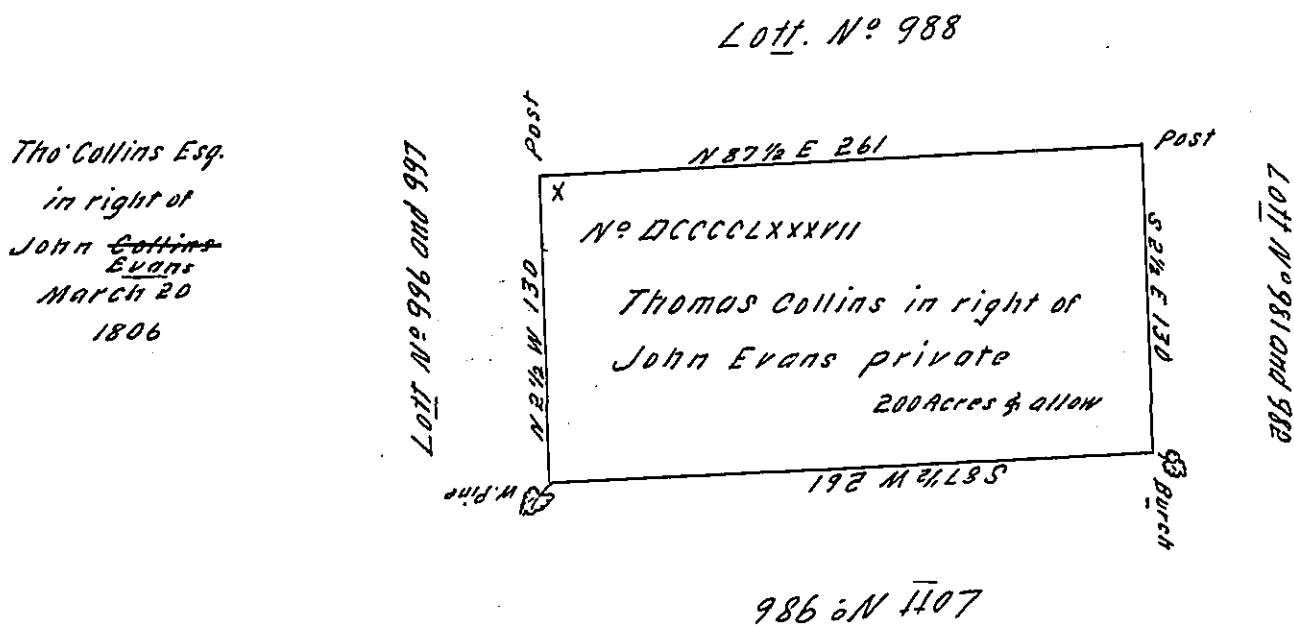 Lott. Nº 988
Tho' Collins Esq.
in right of
John Collins
Evans
March 20
1806
Lott Nº 996 and 997
Post
N 87½ E 261
Post
X
Nº DCCCCLXXXVII
Thomas Collins in right of
John Evans private
200 Acres & allow
N 2½ W 130
S 2½ E 130
Lott Nº 981 and 982
W. Pine
S 87½ W 261
Burch
Lott Nº 986